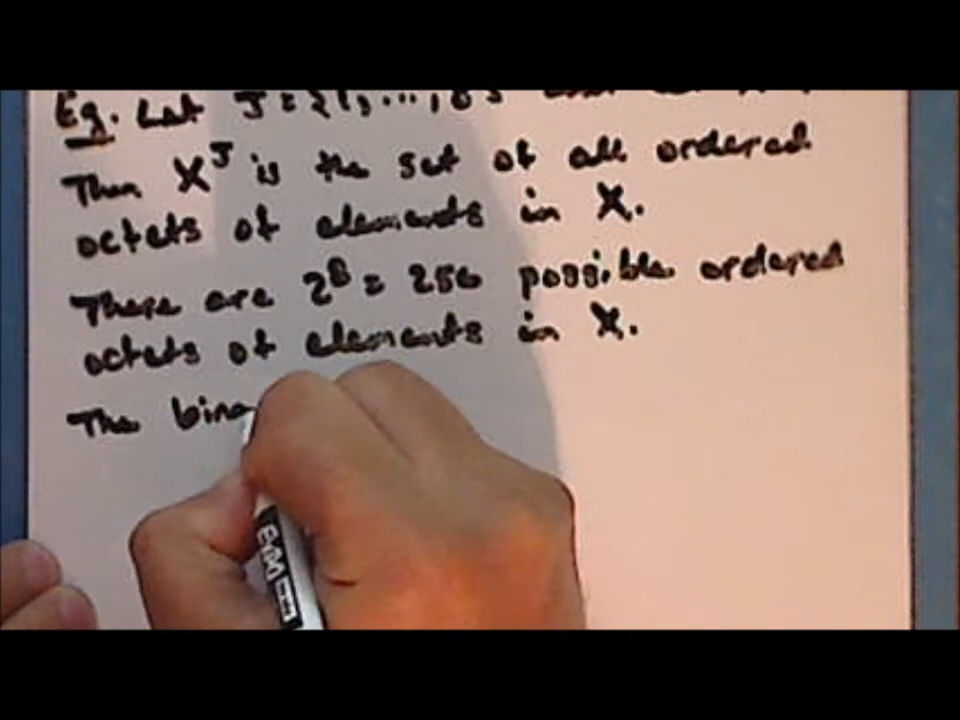 Eg. Let J = {1, ..., 8}
Then X^J is the set of all ordered
octets of elements in X.
There are 2^8 = 256 possible ordered
octets of elements in X.
The bina